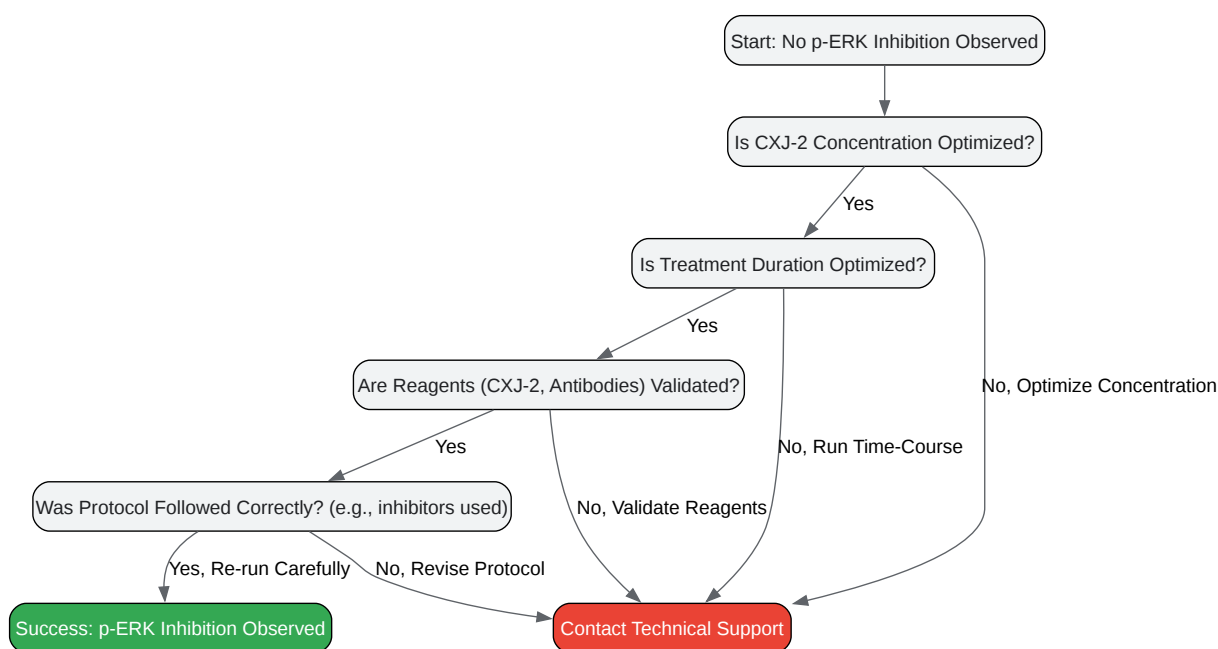 Start: No p-ERK Inhibition Observed
Is CXJ-2 Concentration Optimized?
Yes
Is Treatment Duration Optimized?
Yes
Are Reagents (CXJ-2, Antibodies) Validated?
No, Optimize Concentration
Yes
No, Run Time-Course
Was Protocol Followed Correctly? (e.g., inhibitors used)
No, Validate Reagents
Yes, Re-run Carefully
No, Revise Protocol
Success: p-ERK Inhibition Observed
Contact Technical Support